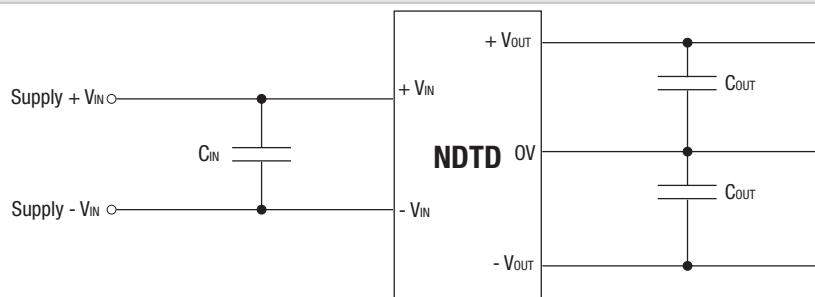 + VOUT
+ VIN
Supply + VIN
COUT
CIN
NDTD
0V
COUT
Supply - VIN
- VIN
- VOUT